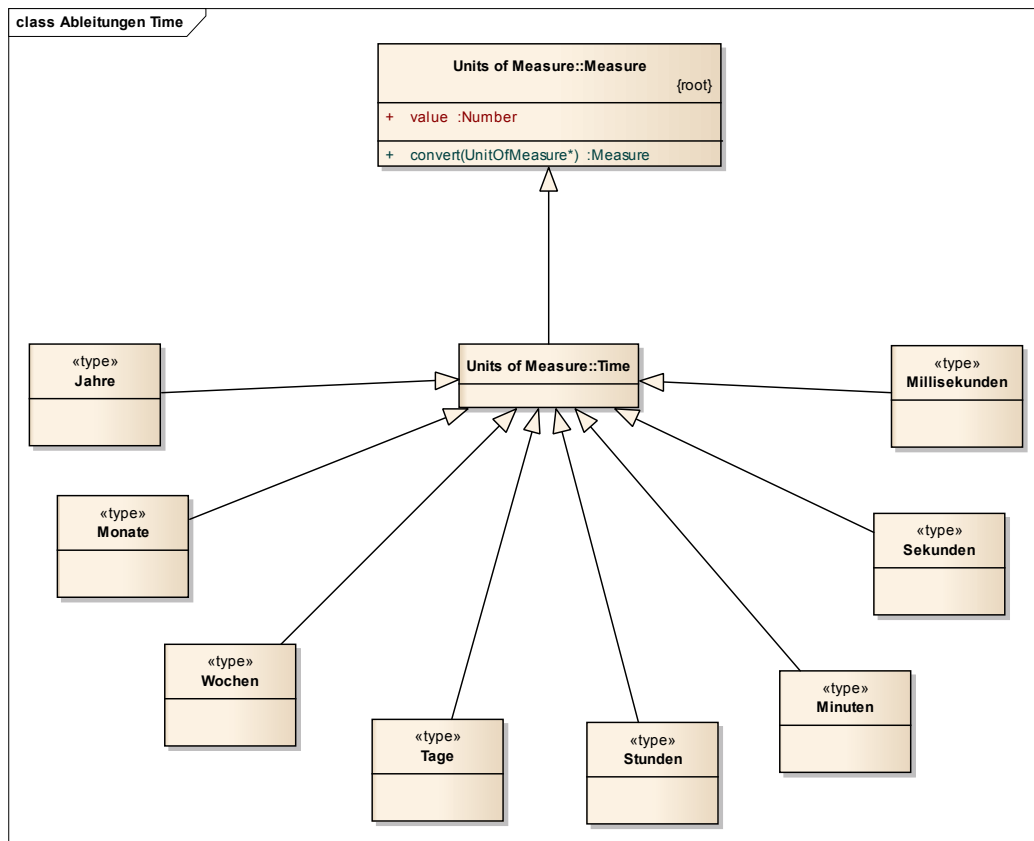 class Ableitungen Time
Units of Measure::Measure
{root}
+ value :Number
+ convert(UnitOfMeasure*) :Measure
«type»
Jahre
Units of Measure::Time
«type»
Millisekunden
«type»
Monate
«type»
Sekunden
«type»
Wochen
«type»
Minuten
«type»
Tage
«type»
Stunden